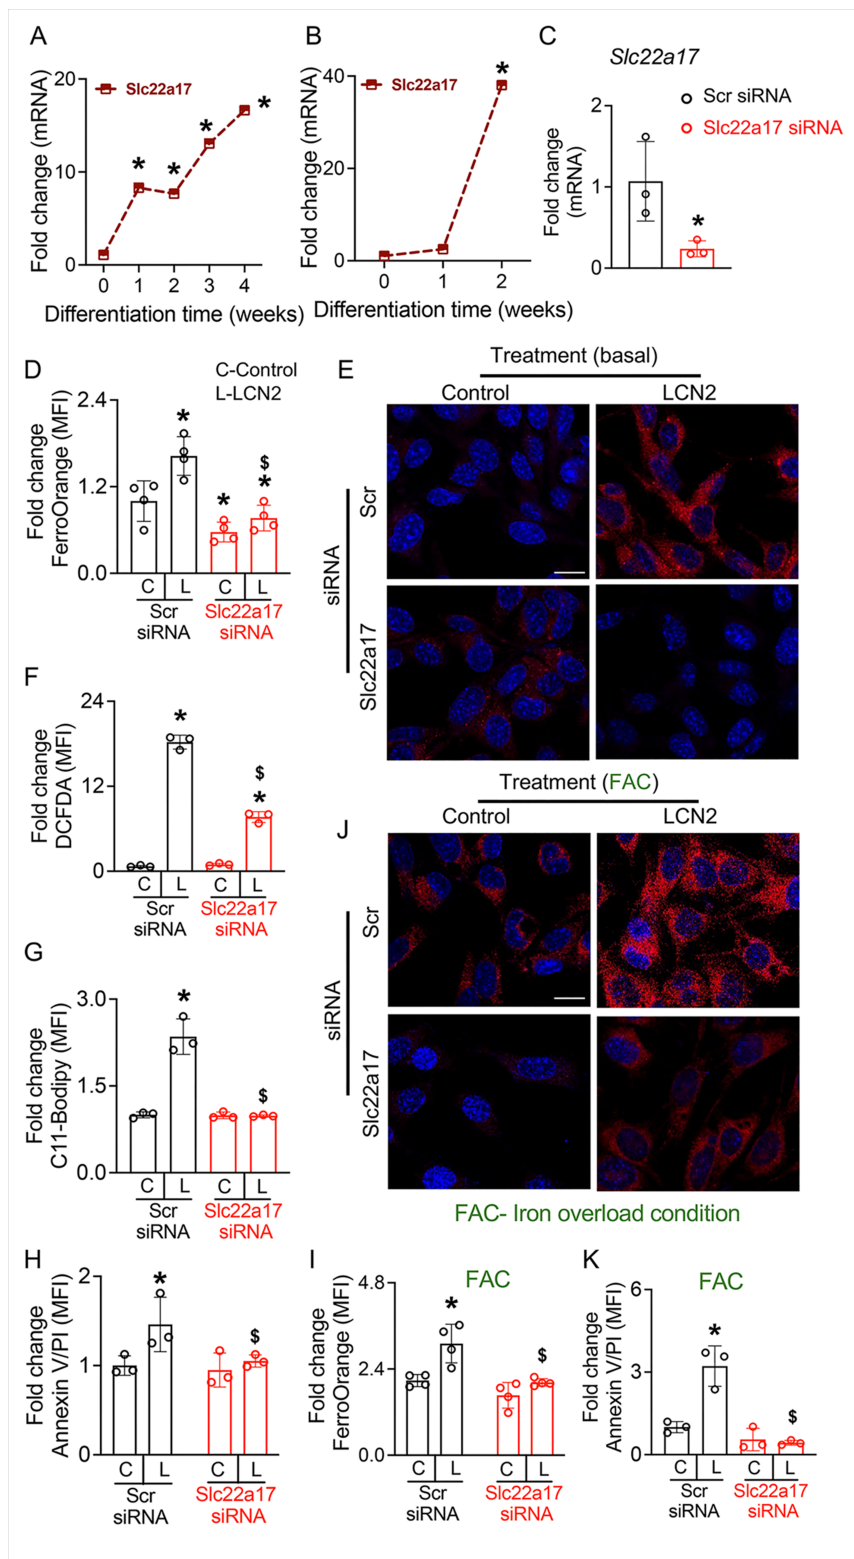 A
Fold change (mRNA)
20
10
0
Slc22a17
*
*
*
*
0 1 2 3 4
Differentiation time (weeks)
B
Fold change (mRNA)
40
20
0
Slc22a17
*
0 1 2
Differentiation time (weeks)
C
Slc22a17
Scr siRNA
Slc22a17 siRNA
Fold change
(mRNA)
2
1
0
*
D
C-Control
L-LCN2
Fold change
FerroOrange (MFI)
2.4
1.2
0.0
*
*
$
*
C L C L
Scr
siRNA
Slc22a17
siRNA
E
Treatment (basal)
Control LCN2
siRNA
Scr
Slc22a17
F
Fold change
DCFDA (MFI)
24
12
0
*
$
*
C L C L
Scr
siRNA
Slc22a17
siRNA
G
Fold change
C11-Bodipy (MFI)
3.0
1.5
0.0
*
$
C L C L
Scr
siRNA
Slc22a17
siRNA
J
Treatment (FAC)
Control LCN2
siRNA
Scr
Slc22a17
FAC- Iron overload condition
H
Fold change
Annexin V/PI (MFI)
2
1
0
*
$
C L C L
Scr
siRNA
Slc22a17
siRNA
I
FAC
Fold change
FerroOrange (MFI)
4.8
2.4
0.0
*
$
C L C L
Scr
siRNA
Slc22a17
siRNA
K
FAC
Fold change
Annexin V/PI (MFI)
6
3
0
*
$
C L C L
Scr
siRNA
Slc22a17
siRNA